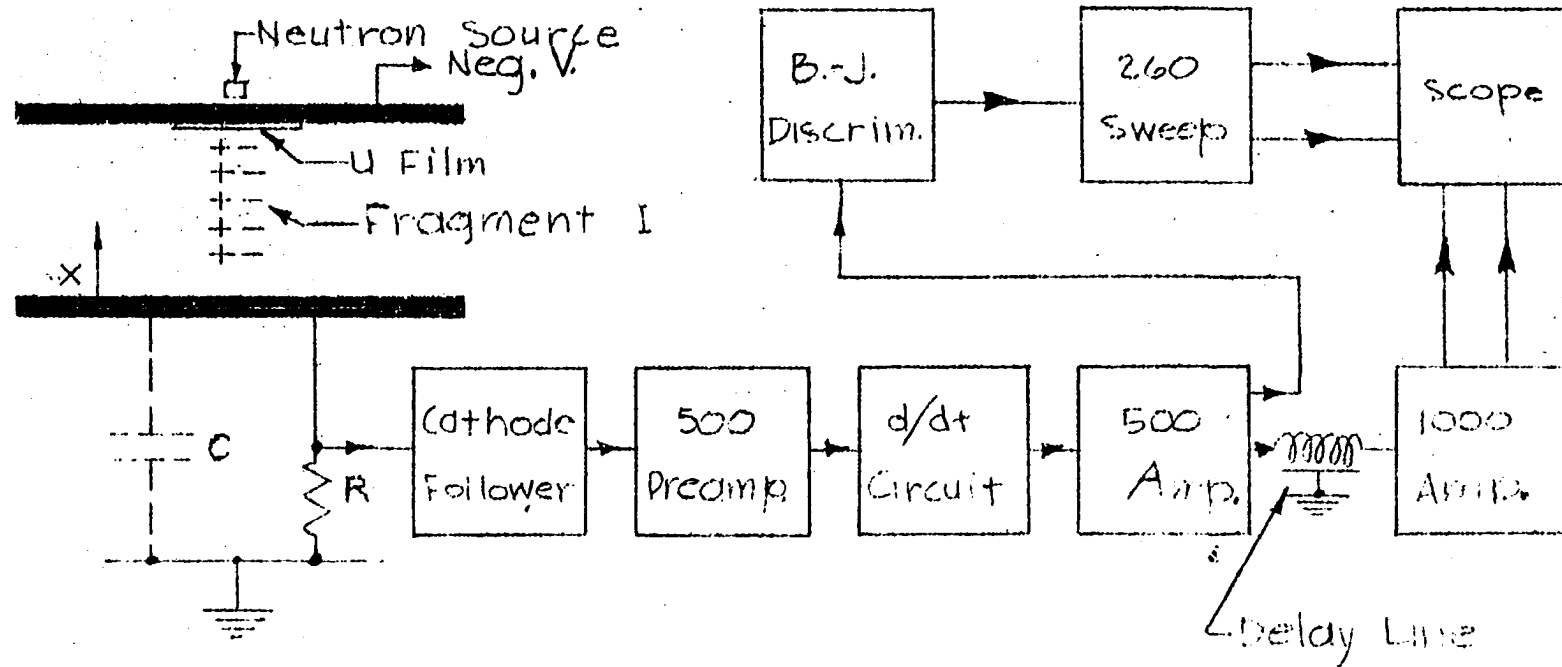 Neutron Source
Neg. V.
U Film
Fragment I
X
C
R
B.-J.
Discrim.
260
Sweep
Scope
Cathode
Follower
500
Preamp.
d/dt
Circuit
500
Amp.
1000
Amp.
Delay Line